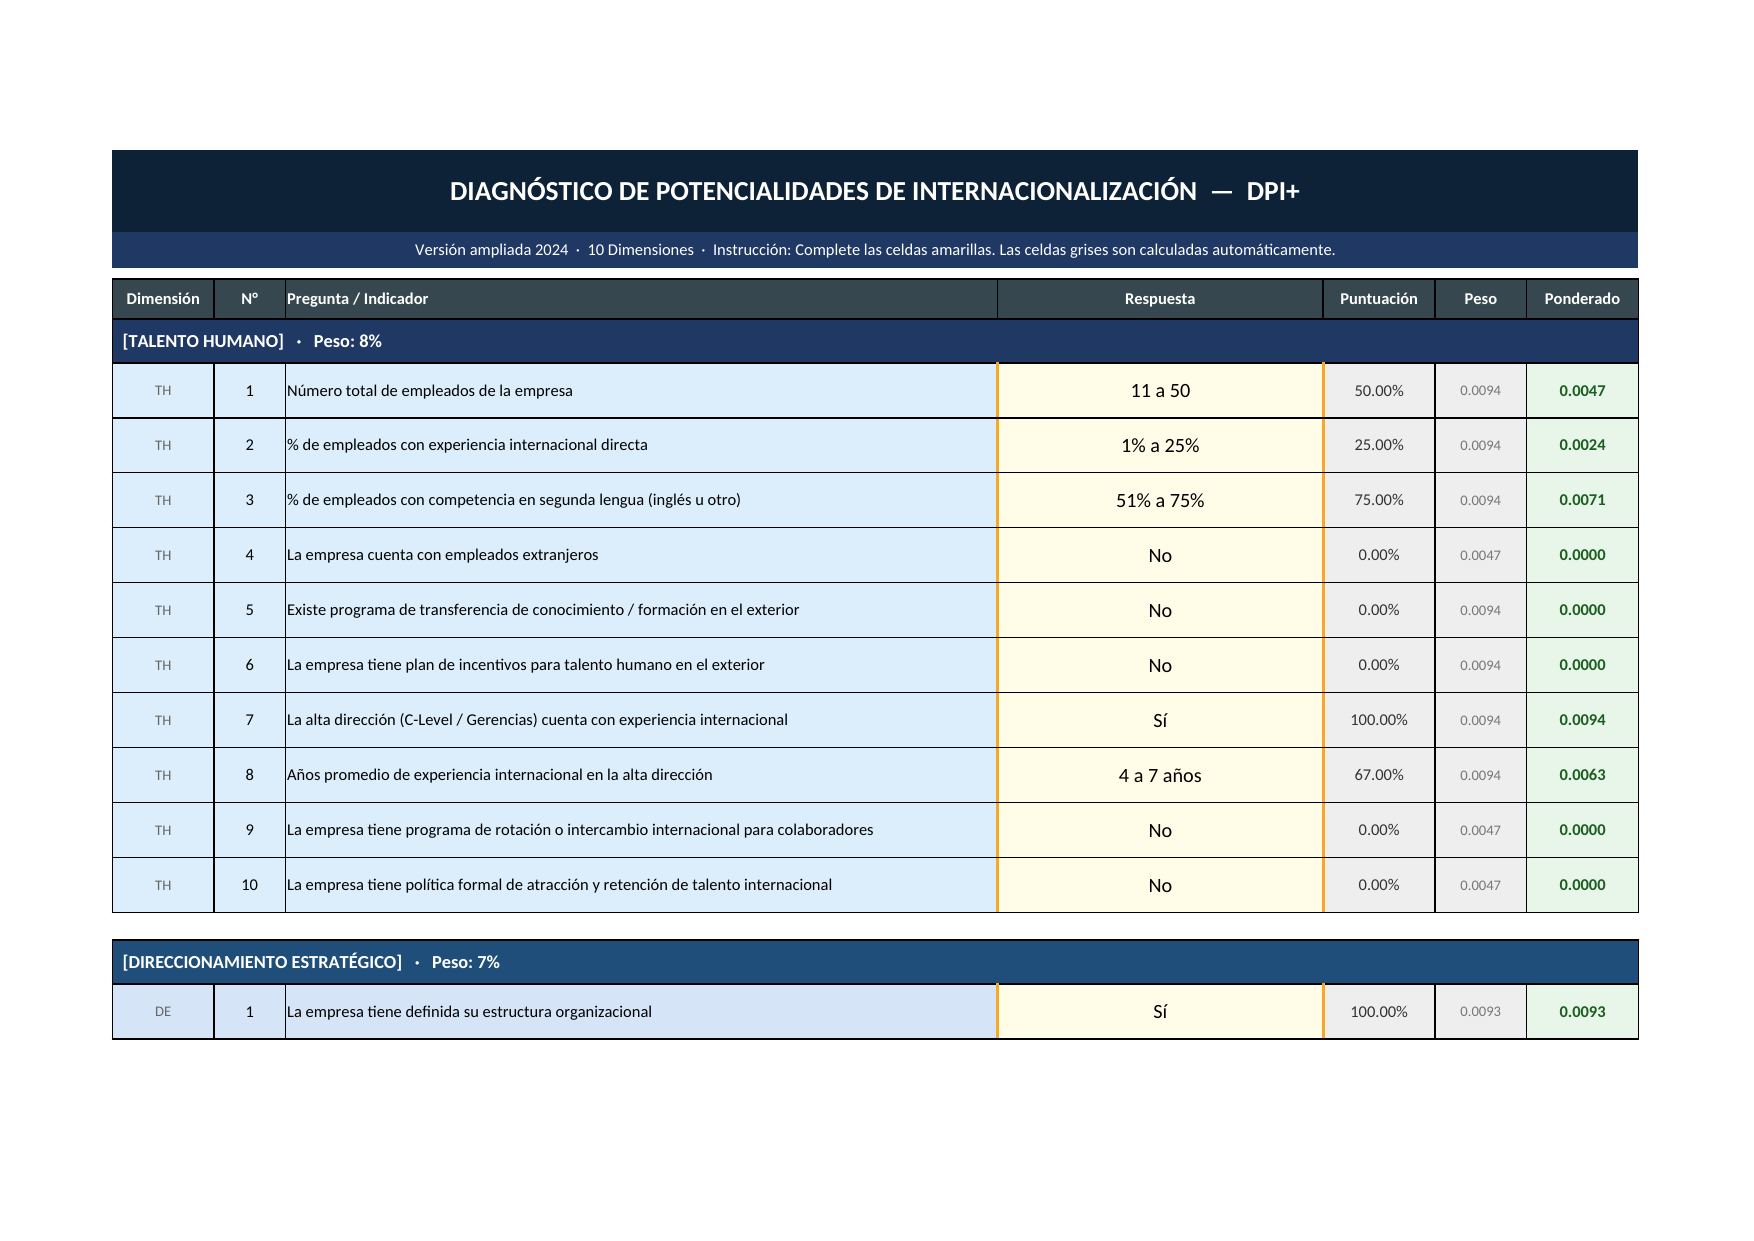 DIAGNÓSTICO DE POTENCIALIDADES DE INTERNACIONALIZACIÓN — DPI+
Versión ampliada 2024 · 10 Dimensiones · Instrucción: Complete las celdas amarillas. Las celdas grises son calculadas automáticamente.
Dimensión N° Pregunta / Indicador Respuesta Puntuación Peso Ponderado
[TALENTO HUMANO] · Peso: 8%
TH 1 Número total de empleados de la empresa 11 a 50 50.00% 0.0094 0.0047
TH 2 % de empleados con experiencia internacional directa 1% a 25% 25.00% 0.0094 0.0024
TH 3 % de empleados con competencia en segunda lengua (inglés u otro) 51% a 75% 75.00% 0.0094 0.0071
TH 4 La empresa cuenta con empleados extranjeros No 0.00% 0.0047 0.0000
TH 5 Existe programa de transferencia de conocimiento / formación en el exterior No 0.00% 0.0094 0.0000
TH 6 La empresa tiene plan de incentivos para talento humano en el exterior No 0.00% 0.0094 0.0000
TH 7 La alta dirección (C-Level / Gerencias) cuenta con experiencia internacional Sí 100.00% 0.0094 0.0094
TH 8 Años promedio de experiencia internacional en la alta dirección 4 a 7 años 67.00% 0.0094 0.0063
TH 9 La empresa tiene programa de rotación o intercambio internacional para colaboradores No 0.00% 0.0047 0.0000
TH 10 La empresa tiene política formal de atracción y retención de talento internacional No 0.00% 0.0047 0.0000
[DIRECCIONAMIENTO ESTRATÉGICO] · Peso: 7%
DE 1 La empresa tiene definida su estructura organizacional Sí 100.00% 0.0093 0.0093